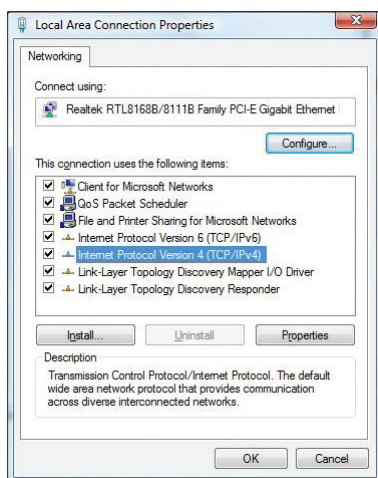 Local Area Connection Properties
Networking
Connect using:
Realtek RTL8168B/8111B Family PCI-E Gigabit Ethernet
Configure...
This connection uses the following items:
Client for Microsoft Networks
QoS Packet Scheduler
File and Printer Sharing for Microsoft Networks
Internet Protocol Version 6 (TCP/IPv6)
Internet Protocol Version 4 (TCP/IPv4)
Link-Layer Topology Discovery Mapper I/O Driver
Link-Layer Topology Discovery Responder
Install... Uninstall Properties
Description
Transmission Control Protocol/Internet Protocol. The default
wide area network protocol that provides communication
across diverse interconnected networks.
OK Cancel